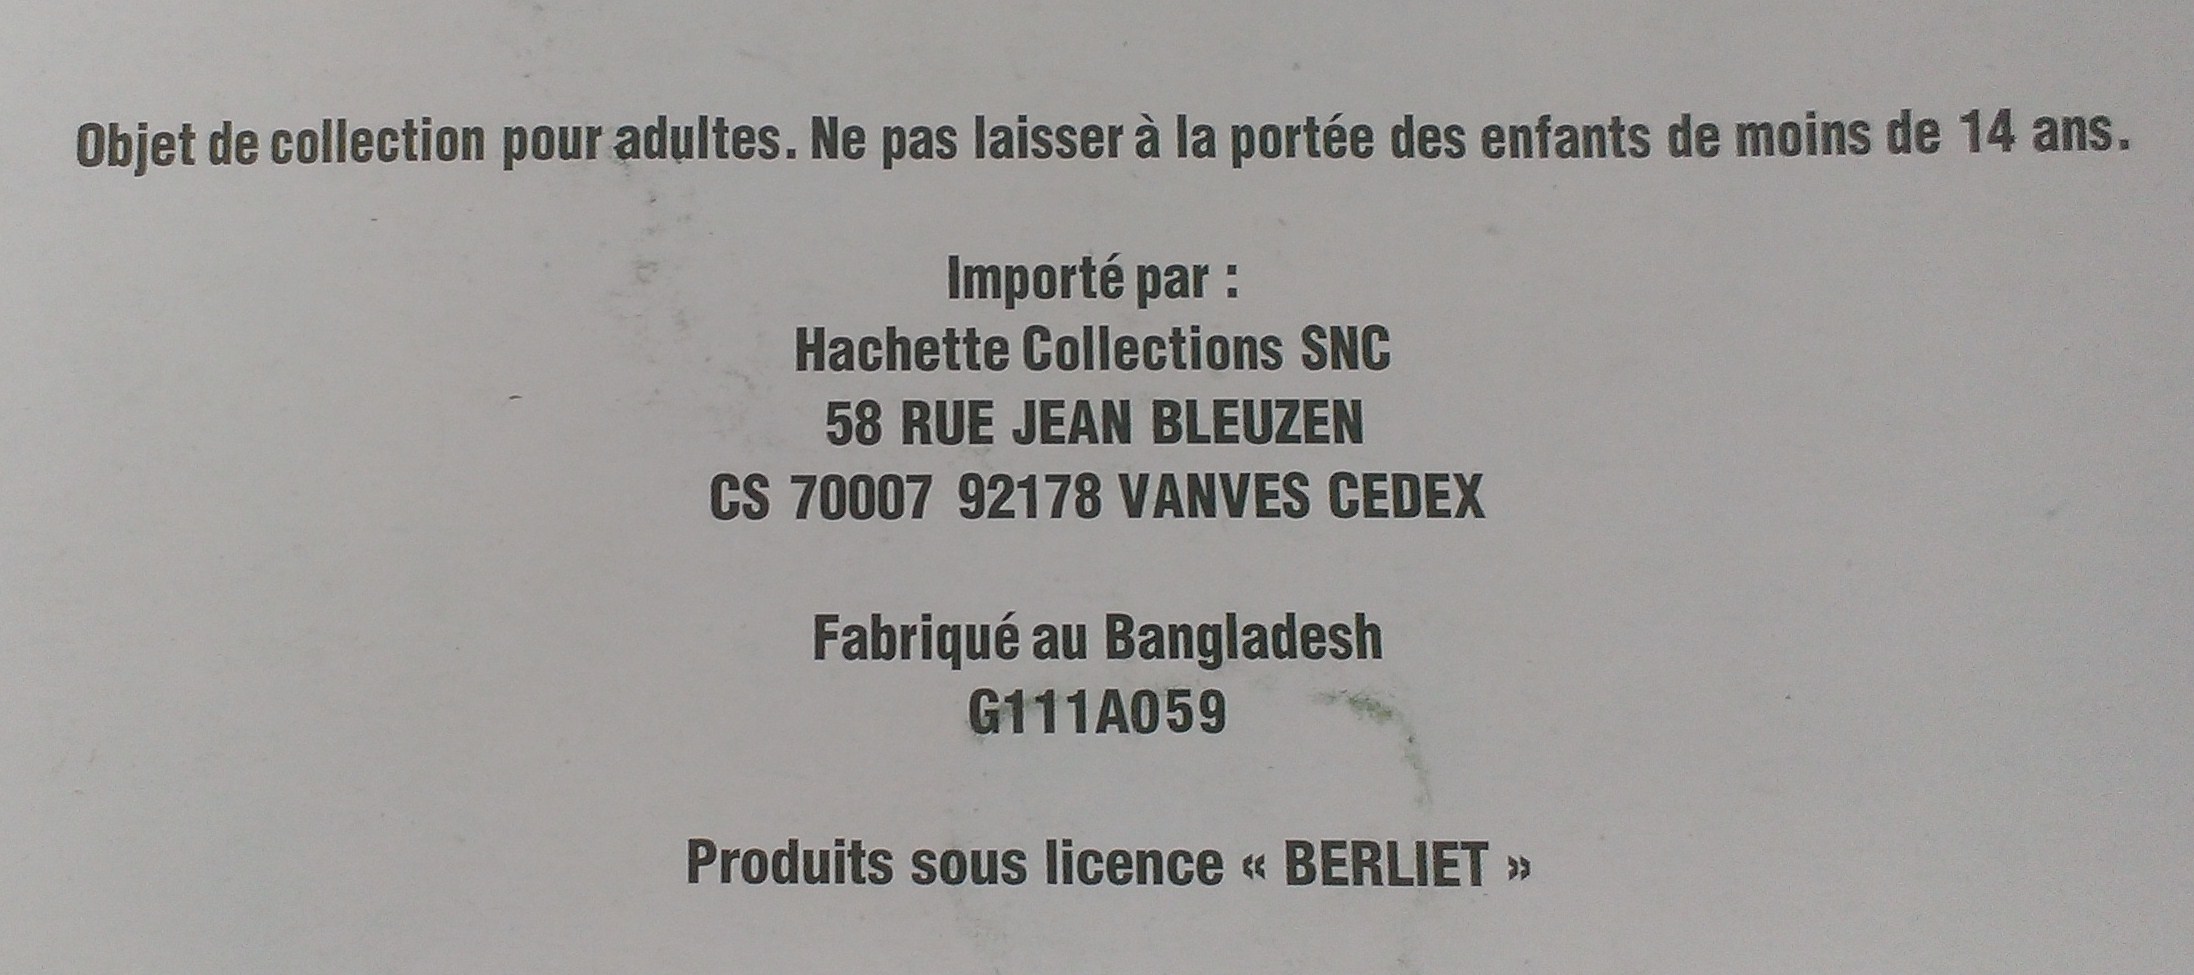 Objet de collection pour adultes. Ne pas laisser à la portée des enfants de moins de 14 ans.
Importé par :
Hachette Collections SNC
58 RUE JEAN BLEUZEN
CS 70007 92178 VANVES CEDEX
Fabriqué au Bangladesh
G111A059
Produits sous licence « BERLIET »